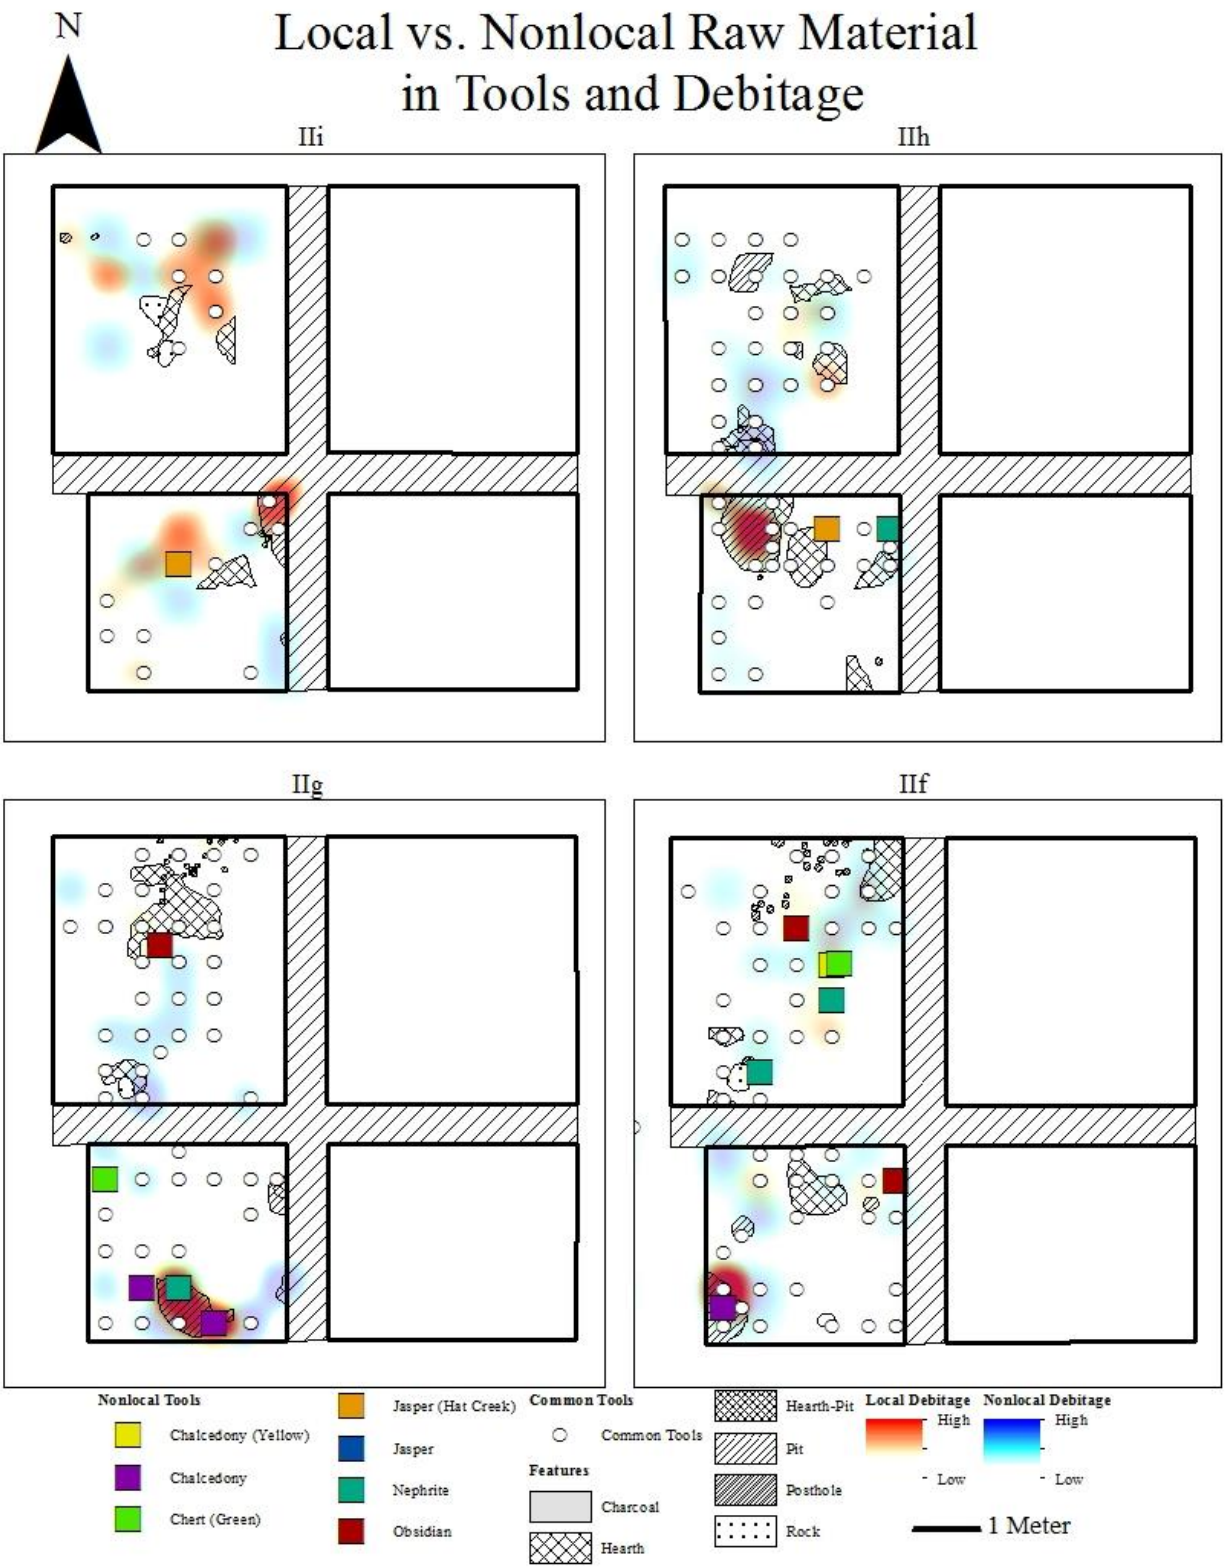 N
Local vs. Nonlocal Raw Material
in Tools and Debitage
IIi
IIh
IIg
IIf
Nonlocal Tools
Chalcedony (Yellow)
Chalcedony
Chert (Green)
Jasper (Hat Creek)
Jasper
Nephrite
Obsidian
Common Tools
Common Tools
Features
Charcoal
Hearth
Hearth-Pit
Pit
Posthole
Rock
Local Debitage
High
Low
Nonlocal Debitage
High
Low
1 Meter